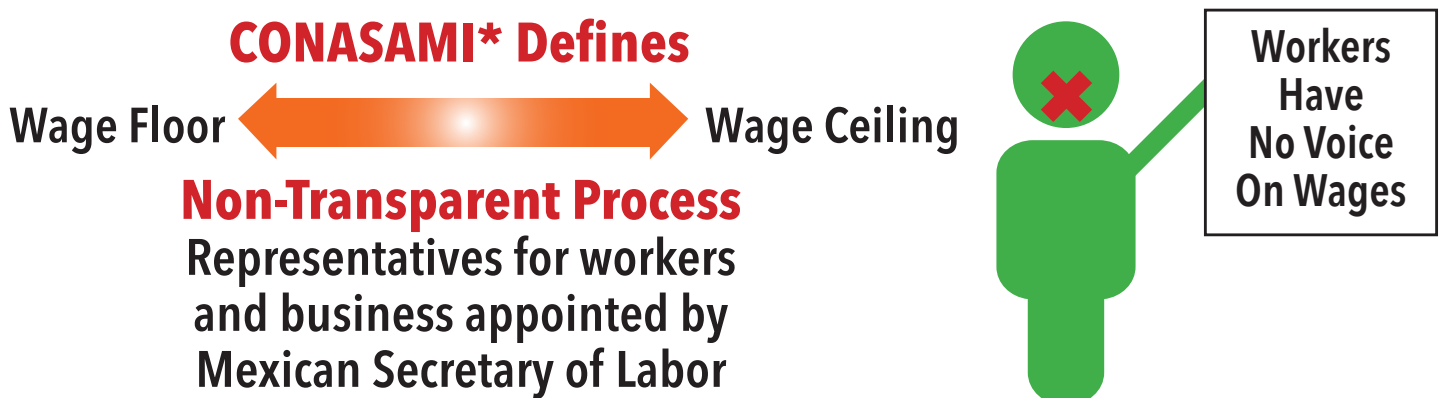 CONASAMI* Defines
Wage Floor
Wage Ceiling
Non-Transparent Process
Representatives for workers
and business appointed by
Mexican Secretary of Labor
Workers
Have
No Voice
On Wages